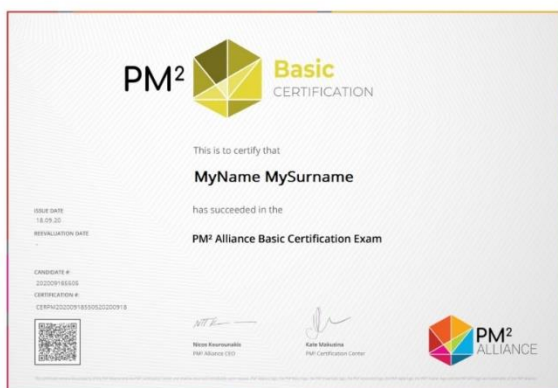 PM²
Basic
CERTIFICATION
This is to certify that
MyName MySurname
has succeeded in the
PM² Alliance Basic Certification Exam
ISSUE DATE
18.09.20
REEVALUATION DATE
-
CANDIDATE #:
CERTIFICATION #:
Nicos Kourounakis
PM² Alliance CEO
Kate Makuzina
PM² Certification Center
PM²
ALLIANCE